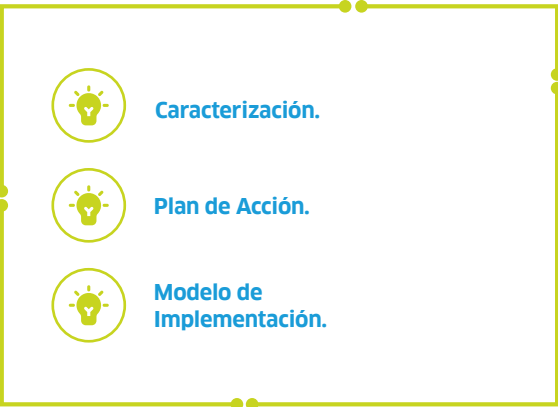 Caracterización.
Plan de Acción.
Modelo de
Implementación.